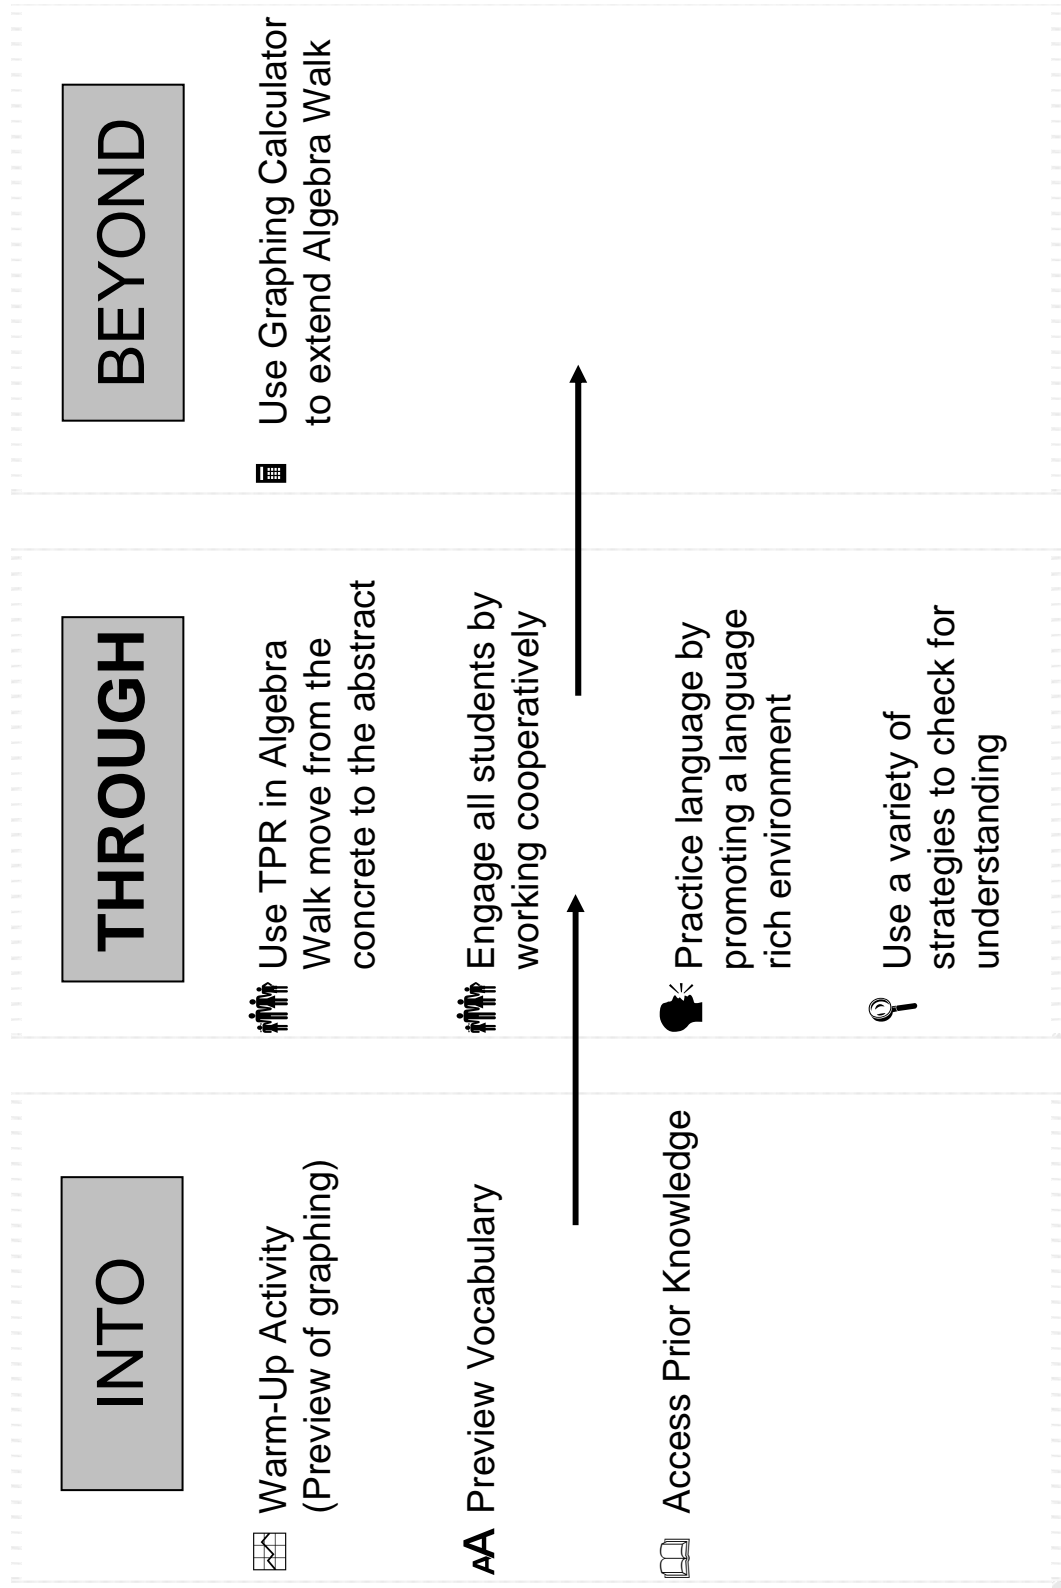 INTO
Warm-Up Activity
(Preview of graphing)
AA Preview Vocabulary
Access Prior Knowledge
THROUGH
Use TPR in Algebra
Walk move from the
concrete to the abstract
Engage all students by
working cooperatively
Practice language by
promoting a language
rich environment
Use a variety of
strategies to check for
understanding
BEYOND
Use Graphing Calculator
to extend Algebra Walk